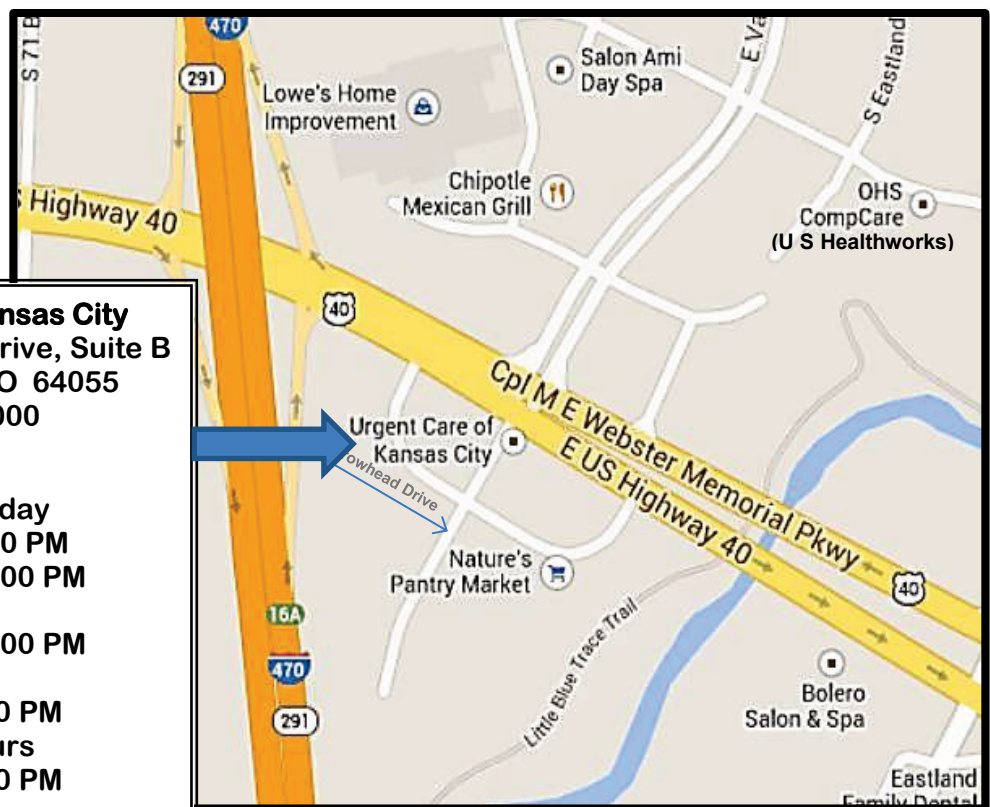 S 71 B
470
291
Lowe's Home
Improvement
Salon Ami
Day Spa
E Va
S Eastland
Chipotle
Mexican Grill
OHS
CompCare
(U S Healthworks)
Highway 40
40
nsas City
rive, Suite B
O 64055
000
day
0 PM
00 PM
00 PM
0 PM
urs
0 PM
Cpl M E Webster Memorial Pkwy
E US Highway 40
Urgent Care of
Kansas City
owhead Drive
Nature's
Pantry Market
40
16A
470
291
Little Blue Trace Trail
Bolero
Salon & Spa
Eastland
Family Dental